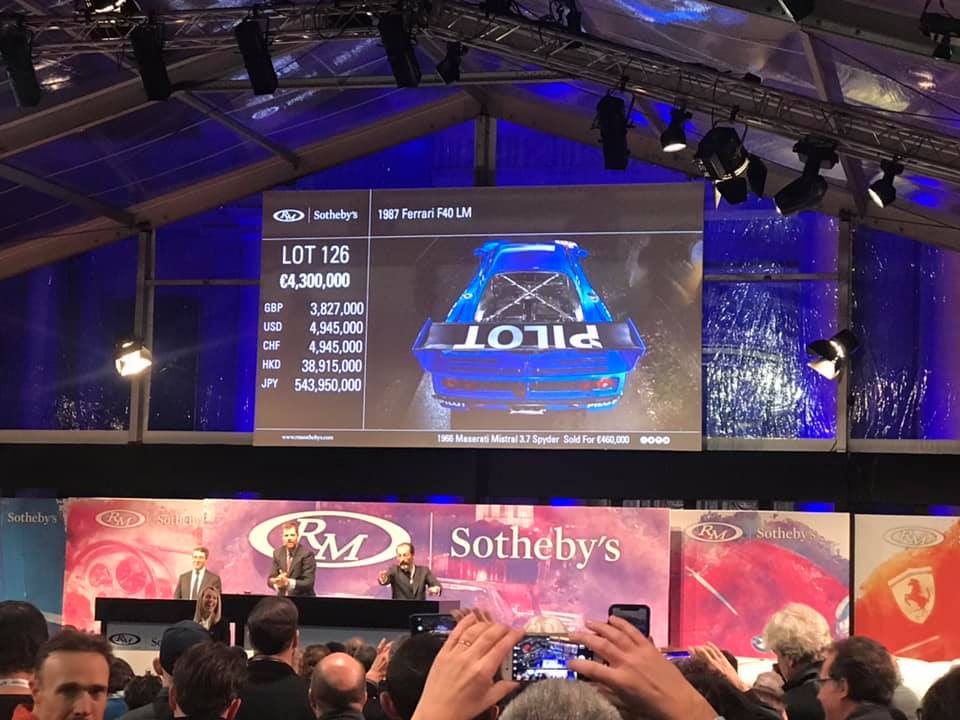 RM Sotheby's
1987 Ferrari F40 LM
LOT 126
€4,300,000
GBP 3,827,000
USD 4,945,000
CHF 4,945,000
HKD 38,915,000
JPY 543,950,000
PILOT
www.rmsothebys.com
1966 Maserati Mistral 3.7 Spyder Sold For €460,000
Sotheby's
RM Sotheby's
RM Sotheby's
RM Sotheby's
RM
RM So